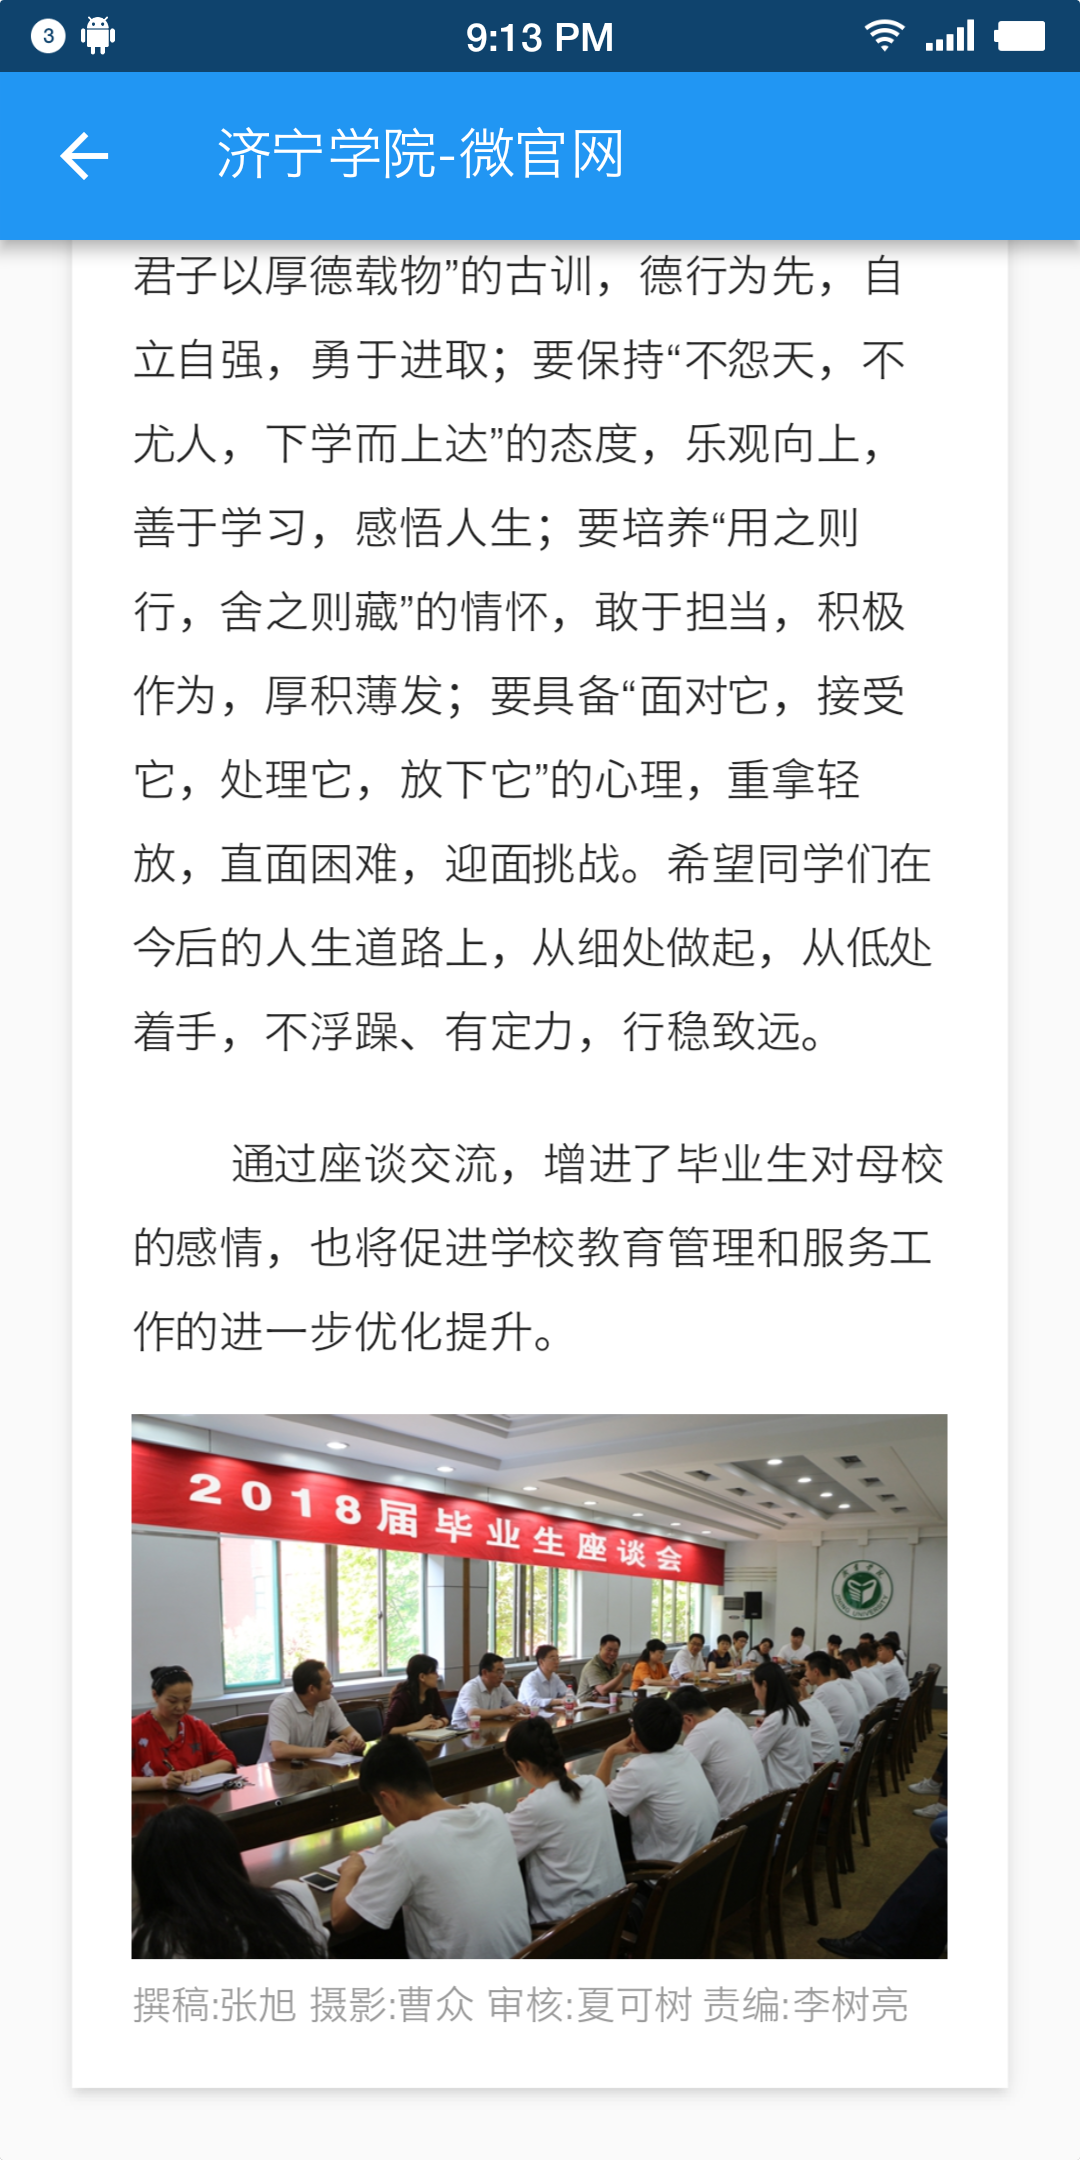 3
9:13 PM
济宁学院-微官网
君子以厚德载物”的古训，德行为先，自
立自强，勇于进取；要保持“不怨天，不
尤人，下学而上达”的态度，乐观向上，
善于学习，感悟人生；要培养“用之则
行，舍之则藏”的情怀，敢于担当，积极
作为，厚积薄发；要具备“面对它，接受
它，处理它，放下它”的心理，重拿轻
放，直面困难，迎面挑战。希望同学们在
今后的人生道路上，从细处做起，从低处
着手，不浮躁、有定力，行稳致远。
通过座谈交流，增进了毕业生对母校
的感情，也将促进学校教育管理和服务工
作的进一步优化提升。
2018届毕业生座谈会
济宁学院
JINING UNIVERSITY
撰稿:张旭 摄影:曹众 审核:夏可树 责编:李树亮